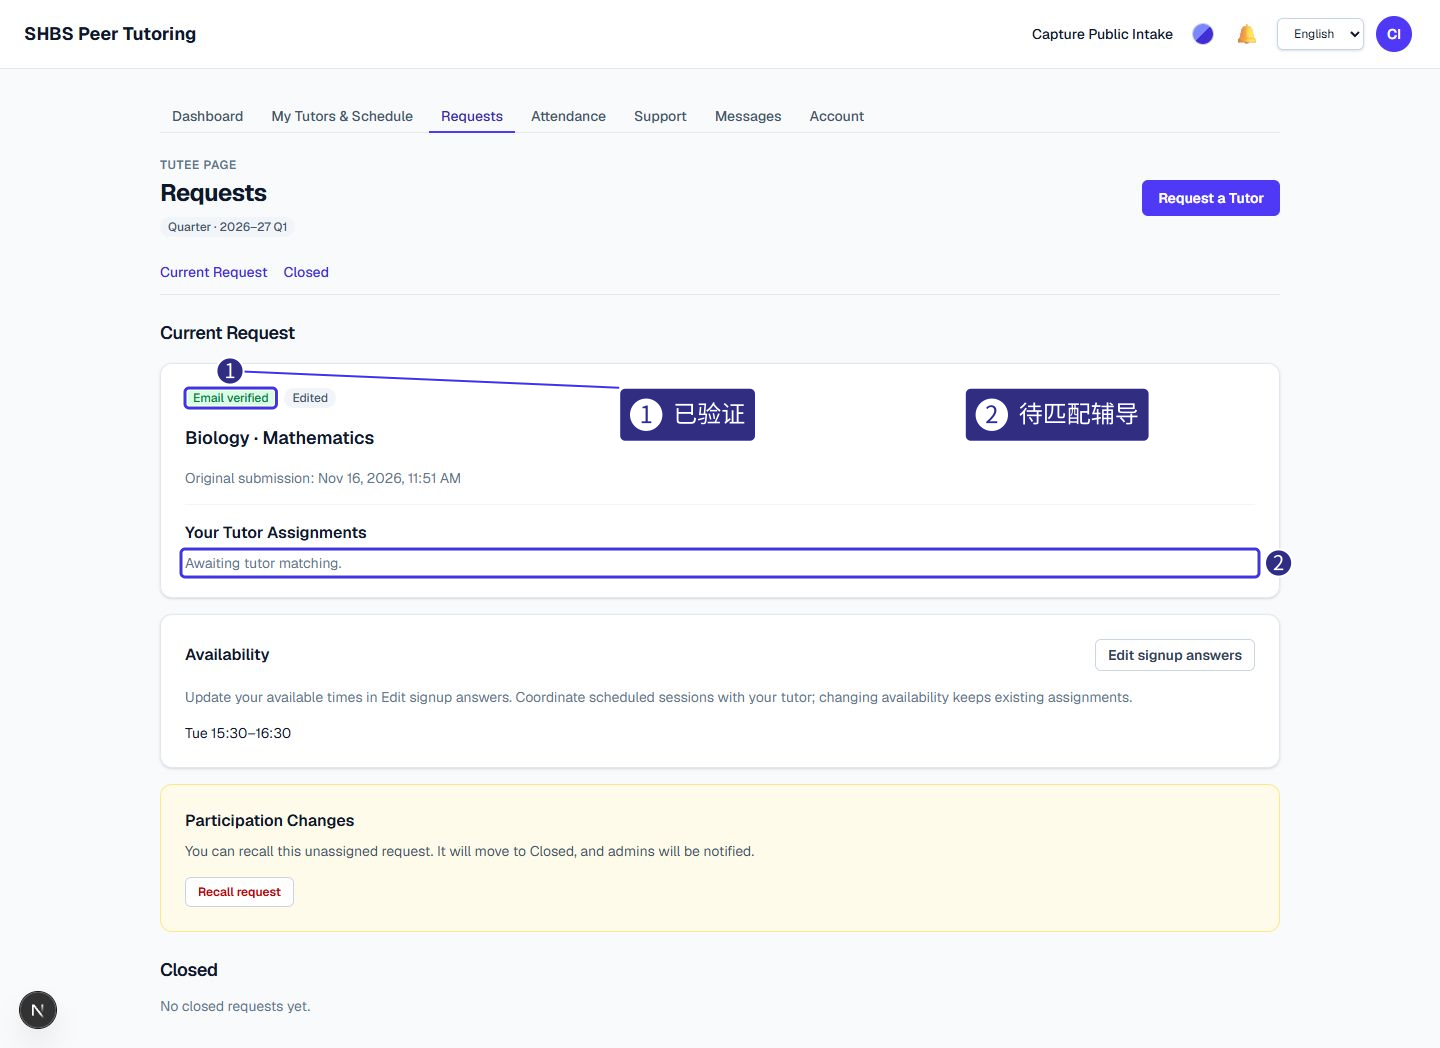 SHBS Peer Tutoring
Capture Public Intake
English
CI
Dashboard
My Tutors & Schedule
Requests
Attendance
Support
Messages
Account
TUTEE PAGE
Requests
Request a Tutor
Quarter · 2026–27 Q1
Current Request
Closed
Current Request
1
Email verified
Edited
1 已验证
2 待匹配辅导
Biology · Mathematics
Original submission: Nov 16, 2026, 11:51 AM
Your Tutor Assignments
Awaiting tutor matching.
2
Availability
Edit signup answers
Update your available times in Edit signup answers. Coordinate scheduled sessions with your tutor; changing availability keeps existing assignments.
Tue 15:30–16:30
Participation Changes
You can recall this unassigned request. It will move to Closed, and admins will be notified.
Recall request
Closed
No closed requests yet.
N